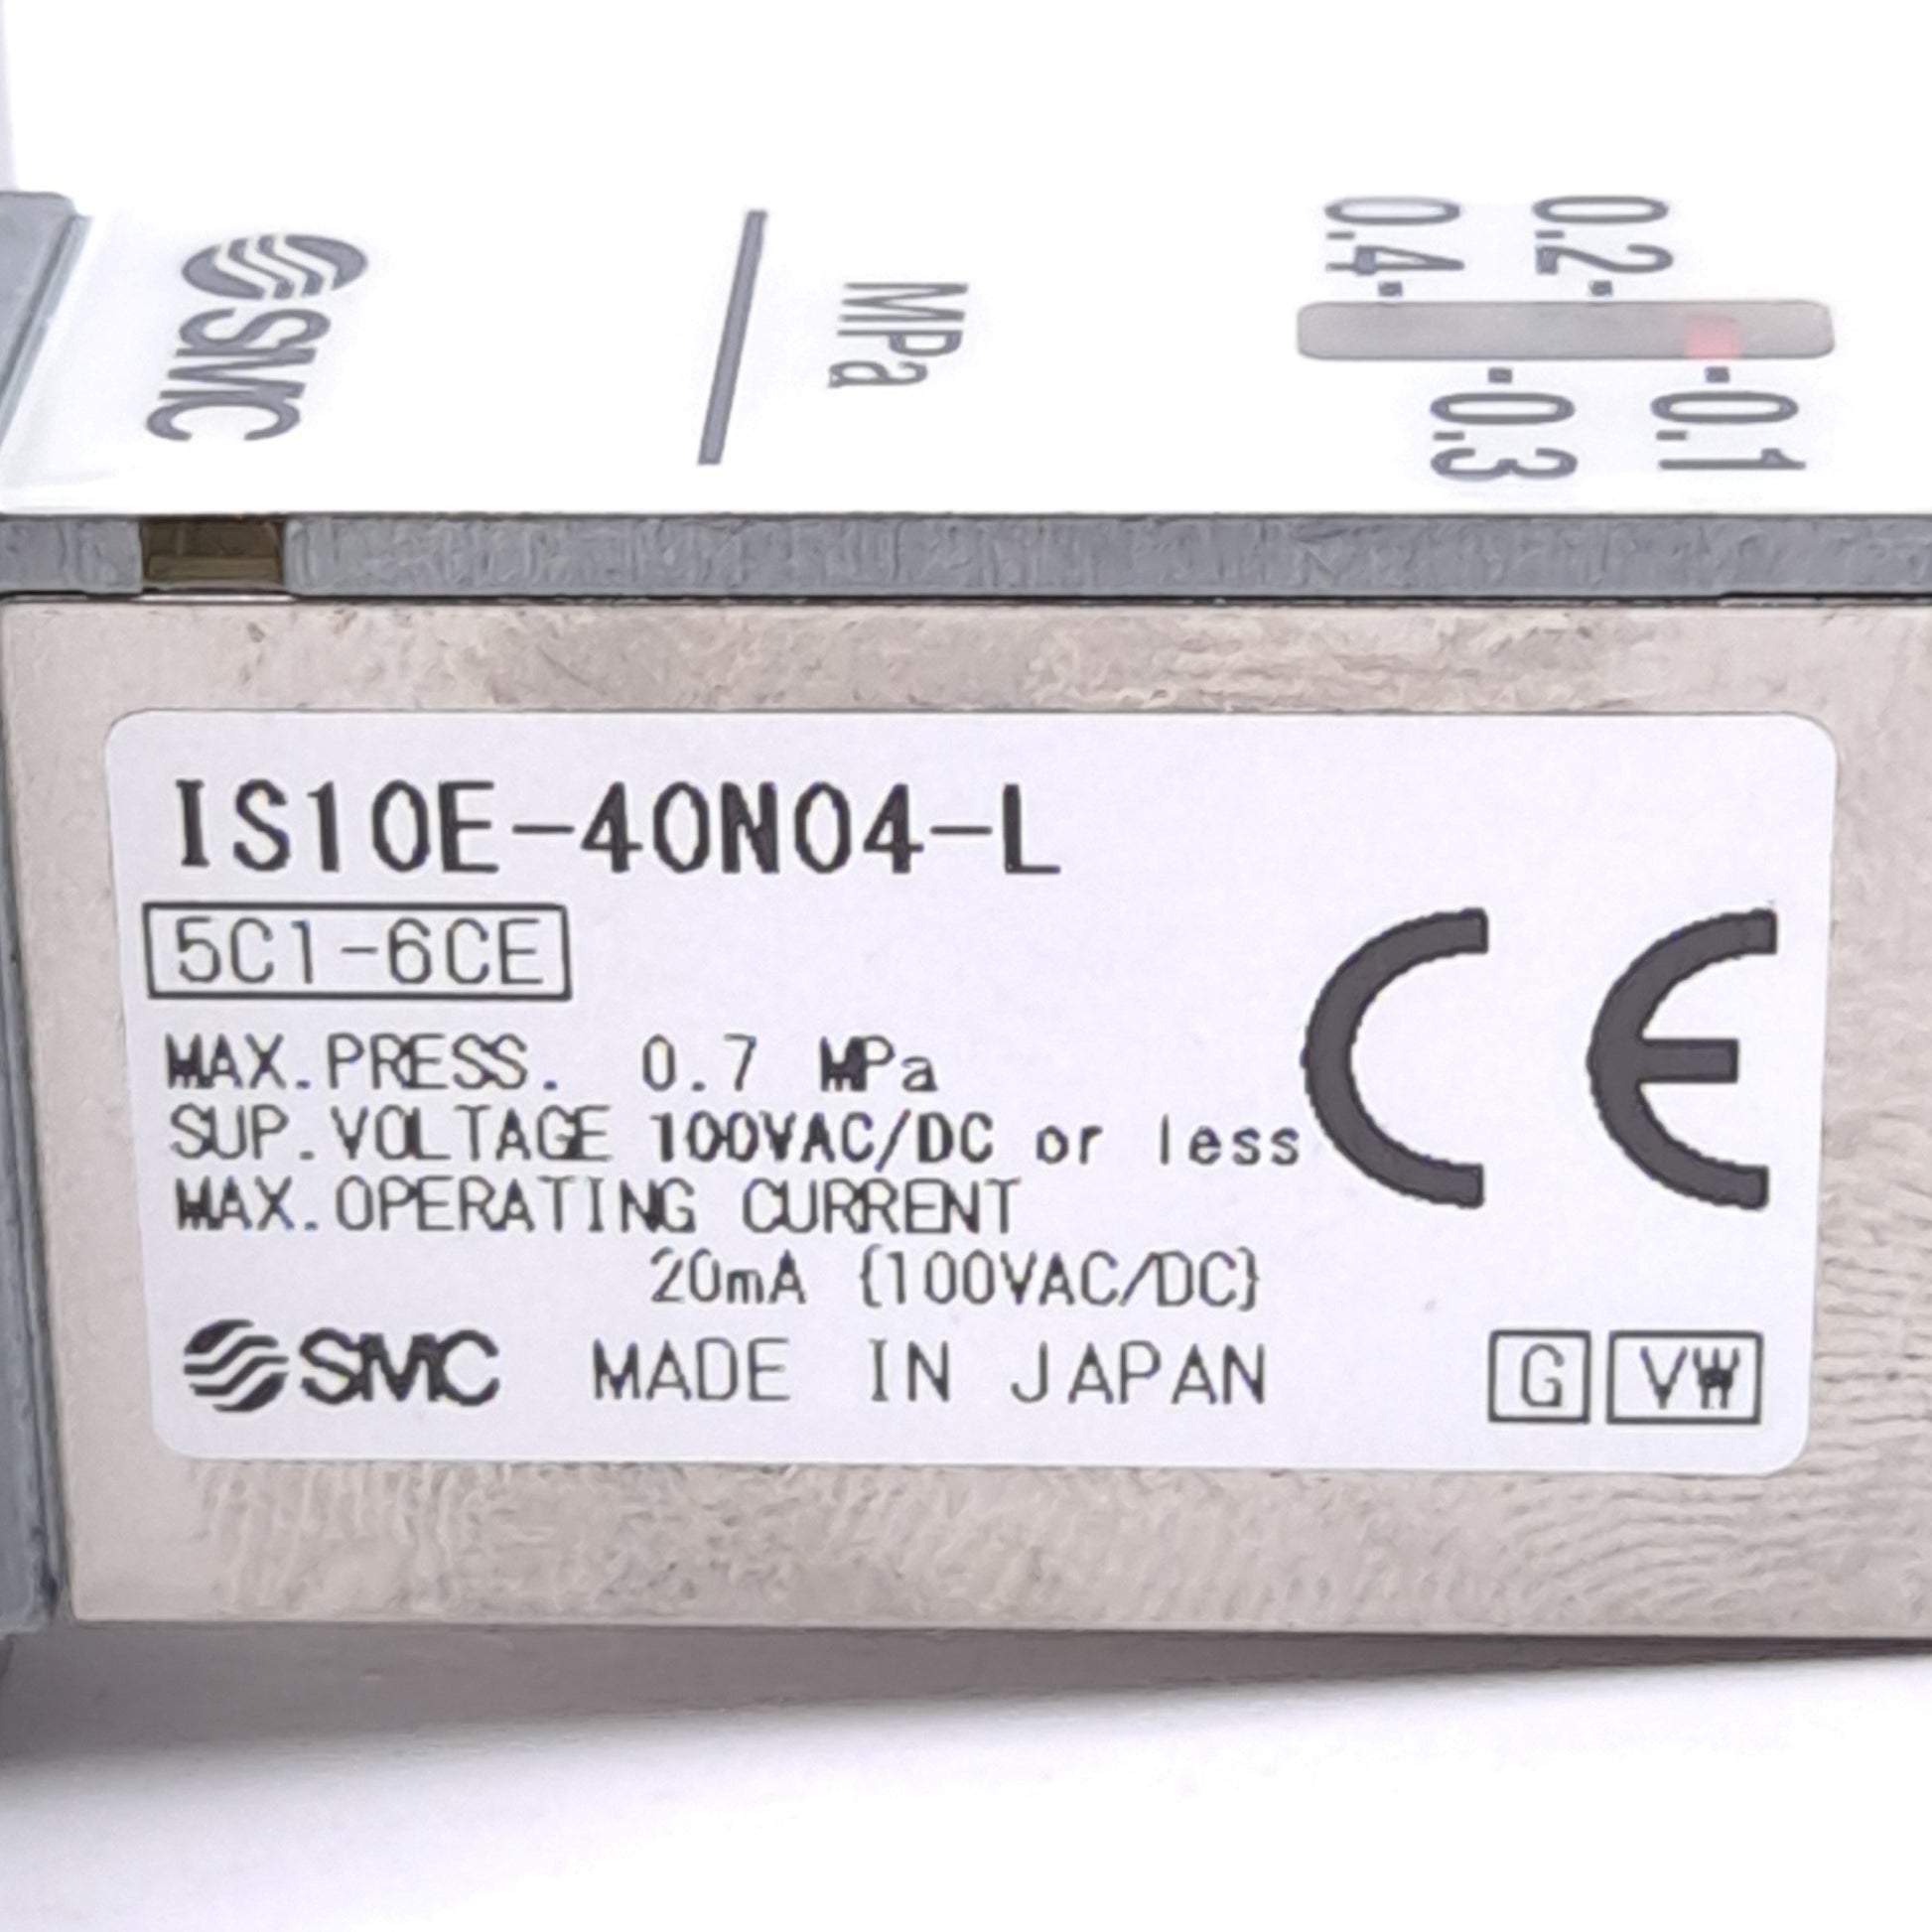 SMC
MPa
0.4
0.2
0.3
0.1
IS10E-40N04-L
5C1-6CE
MAX.PRESS. 0.7 MPa
SUP.VOLTAGE 100VAC/DC or less
MAX.OPERATING CURRENT
20mA {100VAC/DC}
CE
SMC MADE IN JAPAN
G VW